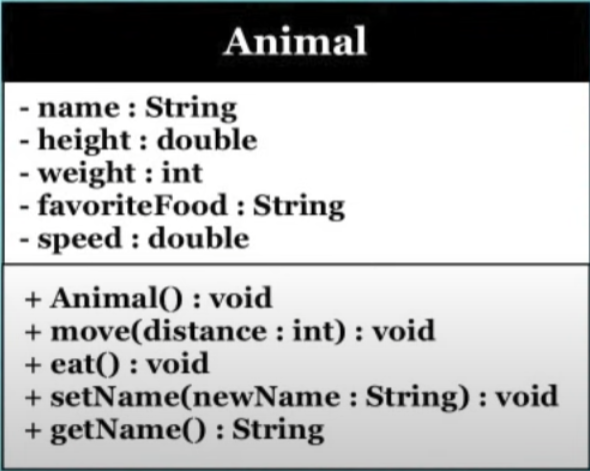 Animal
- name : String
- height : double
- weight : int
- favoriteFood : String
- speed : double
+ Animal() : void
+ move(distance : int) : void
+ eat() : void
+ setName(newName : String) : void
+ getName() : String